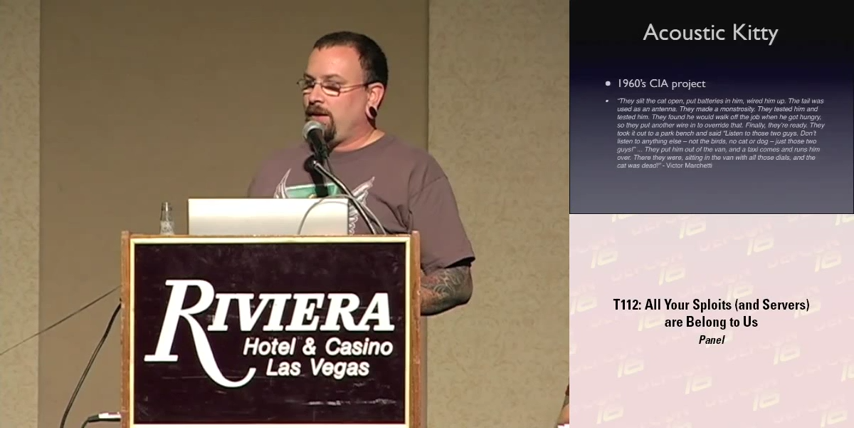 RIVIERA
Hotel & Casino
Las Vegas
Acoustic Kitty
1960's CIA project
"They slit the cat open, put batteries in him, wired him up. The tail was
used as an antenna. They made a monstrosity. They tested him and
tested him. They found he would walk off the job when he got hungry,
so they put another wire in to override that. Finally, they're ready. They
took it out to a park bench and said "Listen to those two guys. Don't
listen to anything else – not the birds, no cat or dog – just those two
guys!" ... They put him out of the van, and a taxi comes and runs him
over. There they were, sitting in the van with all those dials, and the
cat was dead!" - Victor Marchetti
T112: All Your Sploits (and Servers)
are Belong to Us
Panel